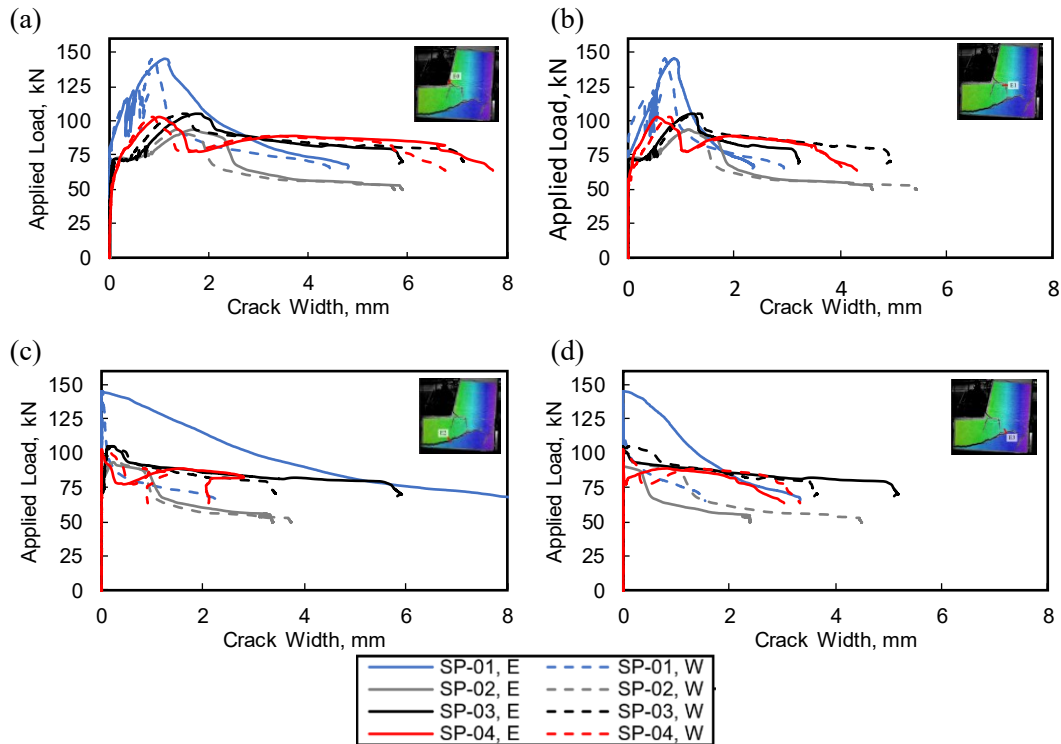 (a)
150
125
100
75
50
25
0
Applied Load, kN
0 2 4 6 8
Crack Width, mm
E4
(b)
150
125
100
75
50
25
0
Applied Load, kN
0 2 4 6 8
Crack Width, mm
E1
(c)
150
125
100
75
50
25
0
Applied Load, kN
0 2 4 6 8
Crack Width, mm
E2
(d)
150
125
100
75
50
25
0
Applied Load, kN
0 2 4 6 8
Crack Width, mm
E3
SP-01, E SP-01, W
SP-02, E SP-02, W
SP-03, E SP-03, W
SP-04, E SP-04, W